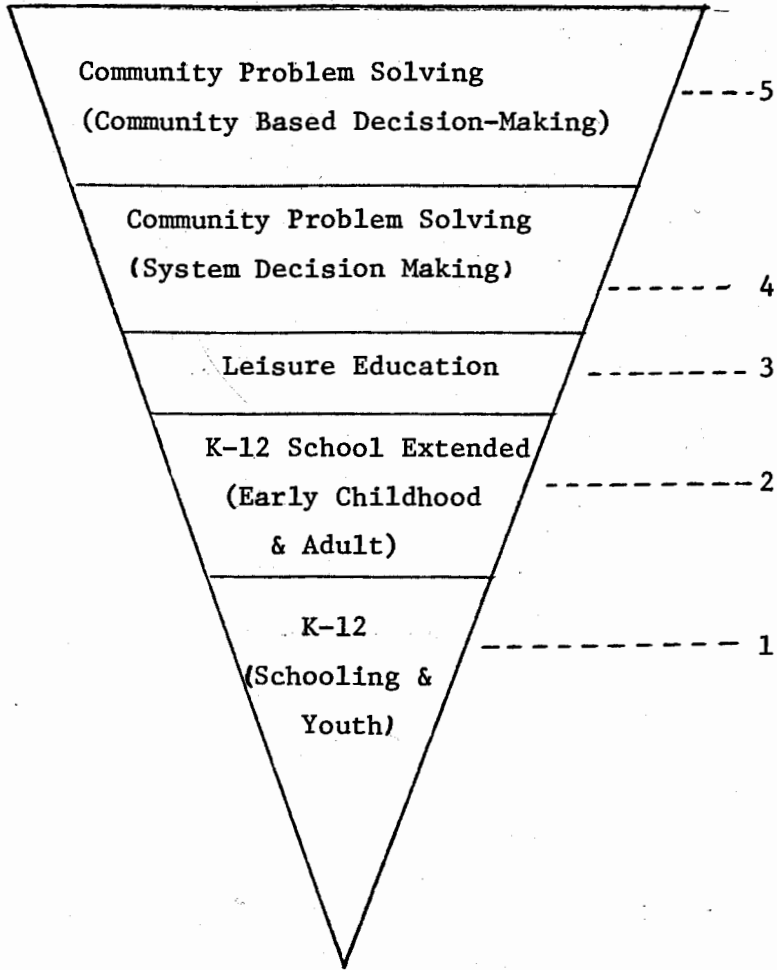 Community Problem Solving
(Community Based Decision-Making)
5
Community Problem Solving
(System Decision Making)
4
Leisure Education
3
K-12 School Extended
(Early Childhood
& Adult)
2
K-12
(Schooling &
Youth)
1